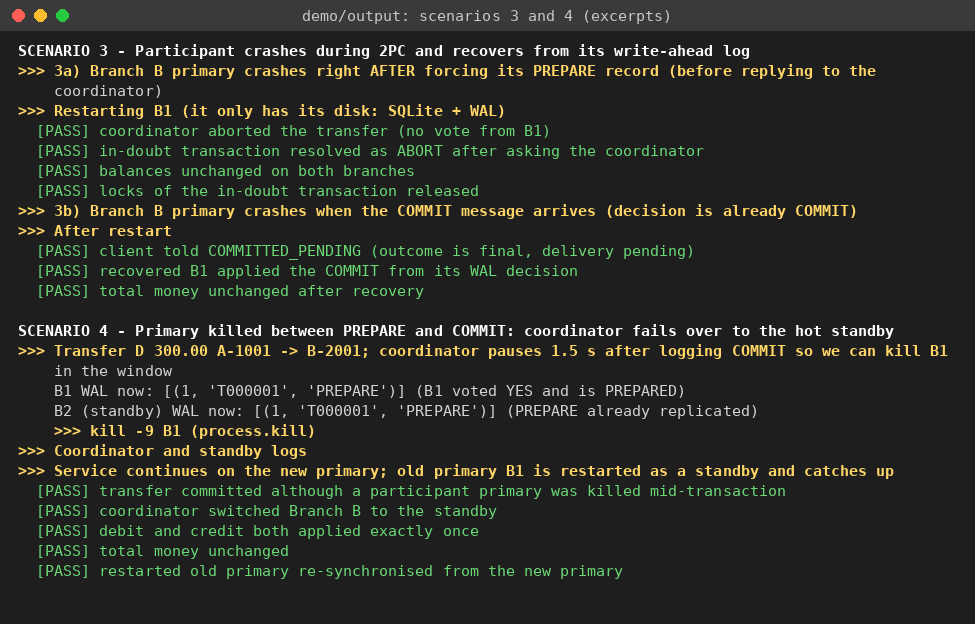 demo/output: scenarios 3 and 4 (excerpts)
SCENARIO 3 - Participant crashes during 2PC and recovers from its write-ahead log
>>> 3a) Branch B primary crashes right AFTER forcing its PREPARE record (before replying to the
coordinator)
>>> Restarting B1 (it only has its disk: SQLite + WAL)
[PASS] coordinator aborted the transfer (no vote from B1)
[PASS] in-doubt transaction resolved as ABORT after asking the coordinator
[PASS] balances unchanged on both branches
[PASS] locks of the in-doubt transaction released
>>> 3b) Branch B primary crashes when the COMMIT message arrives (decision is already COMMIT)
>>> After restart
[PASS] client told COMMITTED_PENDING (outcome is final, delivery pending)
[PASS] recovered B1 applied the COMMIT from its WAL decision
[PASS] total money unchanged after recovery
SCENARIO 4 - Primary killed between PREPARE and COMMIT: coordinator fails over to the hot standby
>>> Transfer D 300.00 A-1001 -> B-2001; coordinator pauses 1.5 s after logging COMMIT so we can kill B1
in the window
B1 WAL now: [(1, 'T000001', 'PREPARE')] (B1 voted YES and is PREPARED)
B2 (standby) WAL now: [(1, 'T000001', 'PREPARE')] (PREPARE already replicated)
>>> kill -9 B1 (process.kill)
>>> Coordinator and standby logs
>>> Service continues on the new primary; old primary B1 is restarted as a standby and catches up
[PASS] transfer committed although a participant primary was killed mid-transaction
[PASS] coordinator switched Branch B to the standby
[PASS] debit and credit both applied exactly once
[PASS] total money unchanged
[PASS] restarted old primary re-synchronised from the new primary